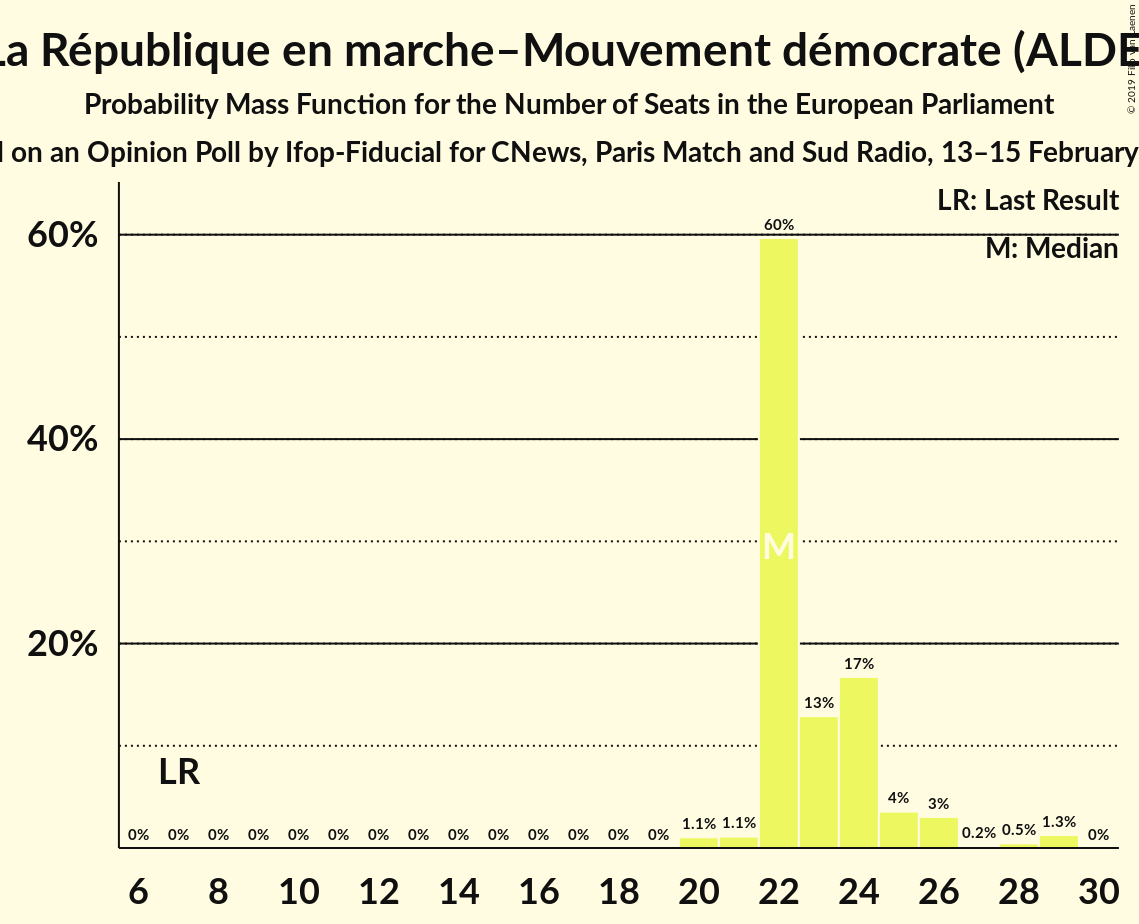 La République en marche–Mouvement démocrate (ALDE
Probability Mass Function for the Number of Seats in the European Parliament
on an Opinion Poll by Ifop-Fiducial for CNews, Paris Match and Sud Radio, 13–15 February
© 2019
LR: Last Result
M: Median
60%
40%
20%
60%
M
17%
13%
LR
4%
3%
0% 0% 0% 0% 0% 0% 0% 0% 0% 0% 0% 0% 0% 0% 1.1% 1.1% 0.2% 0.5% 1.3% 0%
6 8 10 12 14 16 18 20 22 24 26 28 30